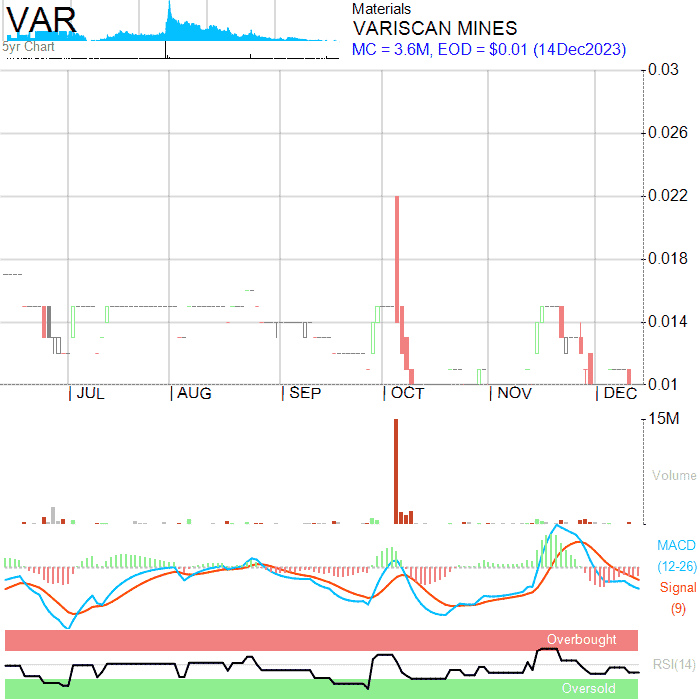 VAR
5yr Chart
Materials
VARISCAN MINES
MC = 3.6M, EOD = $0.01 (14Dec2023)
0.03
0.026
0.022
0.018
0.014
0.01
JUL AUG SEP OCT NOV DEC
15M
Volume
MACD
(12-26)
Signal
(9)
Overbought
RSI(14)
Oversold